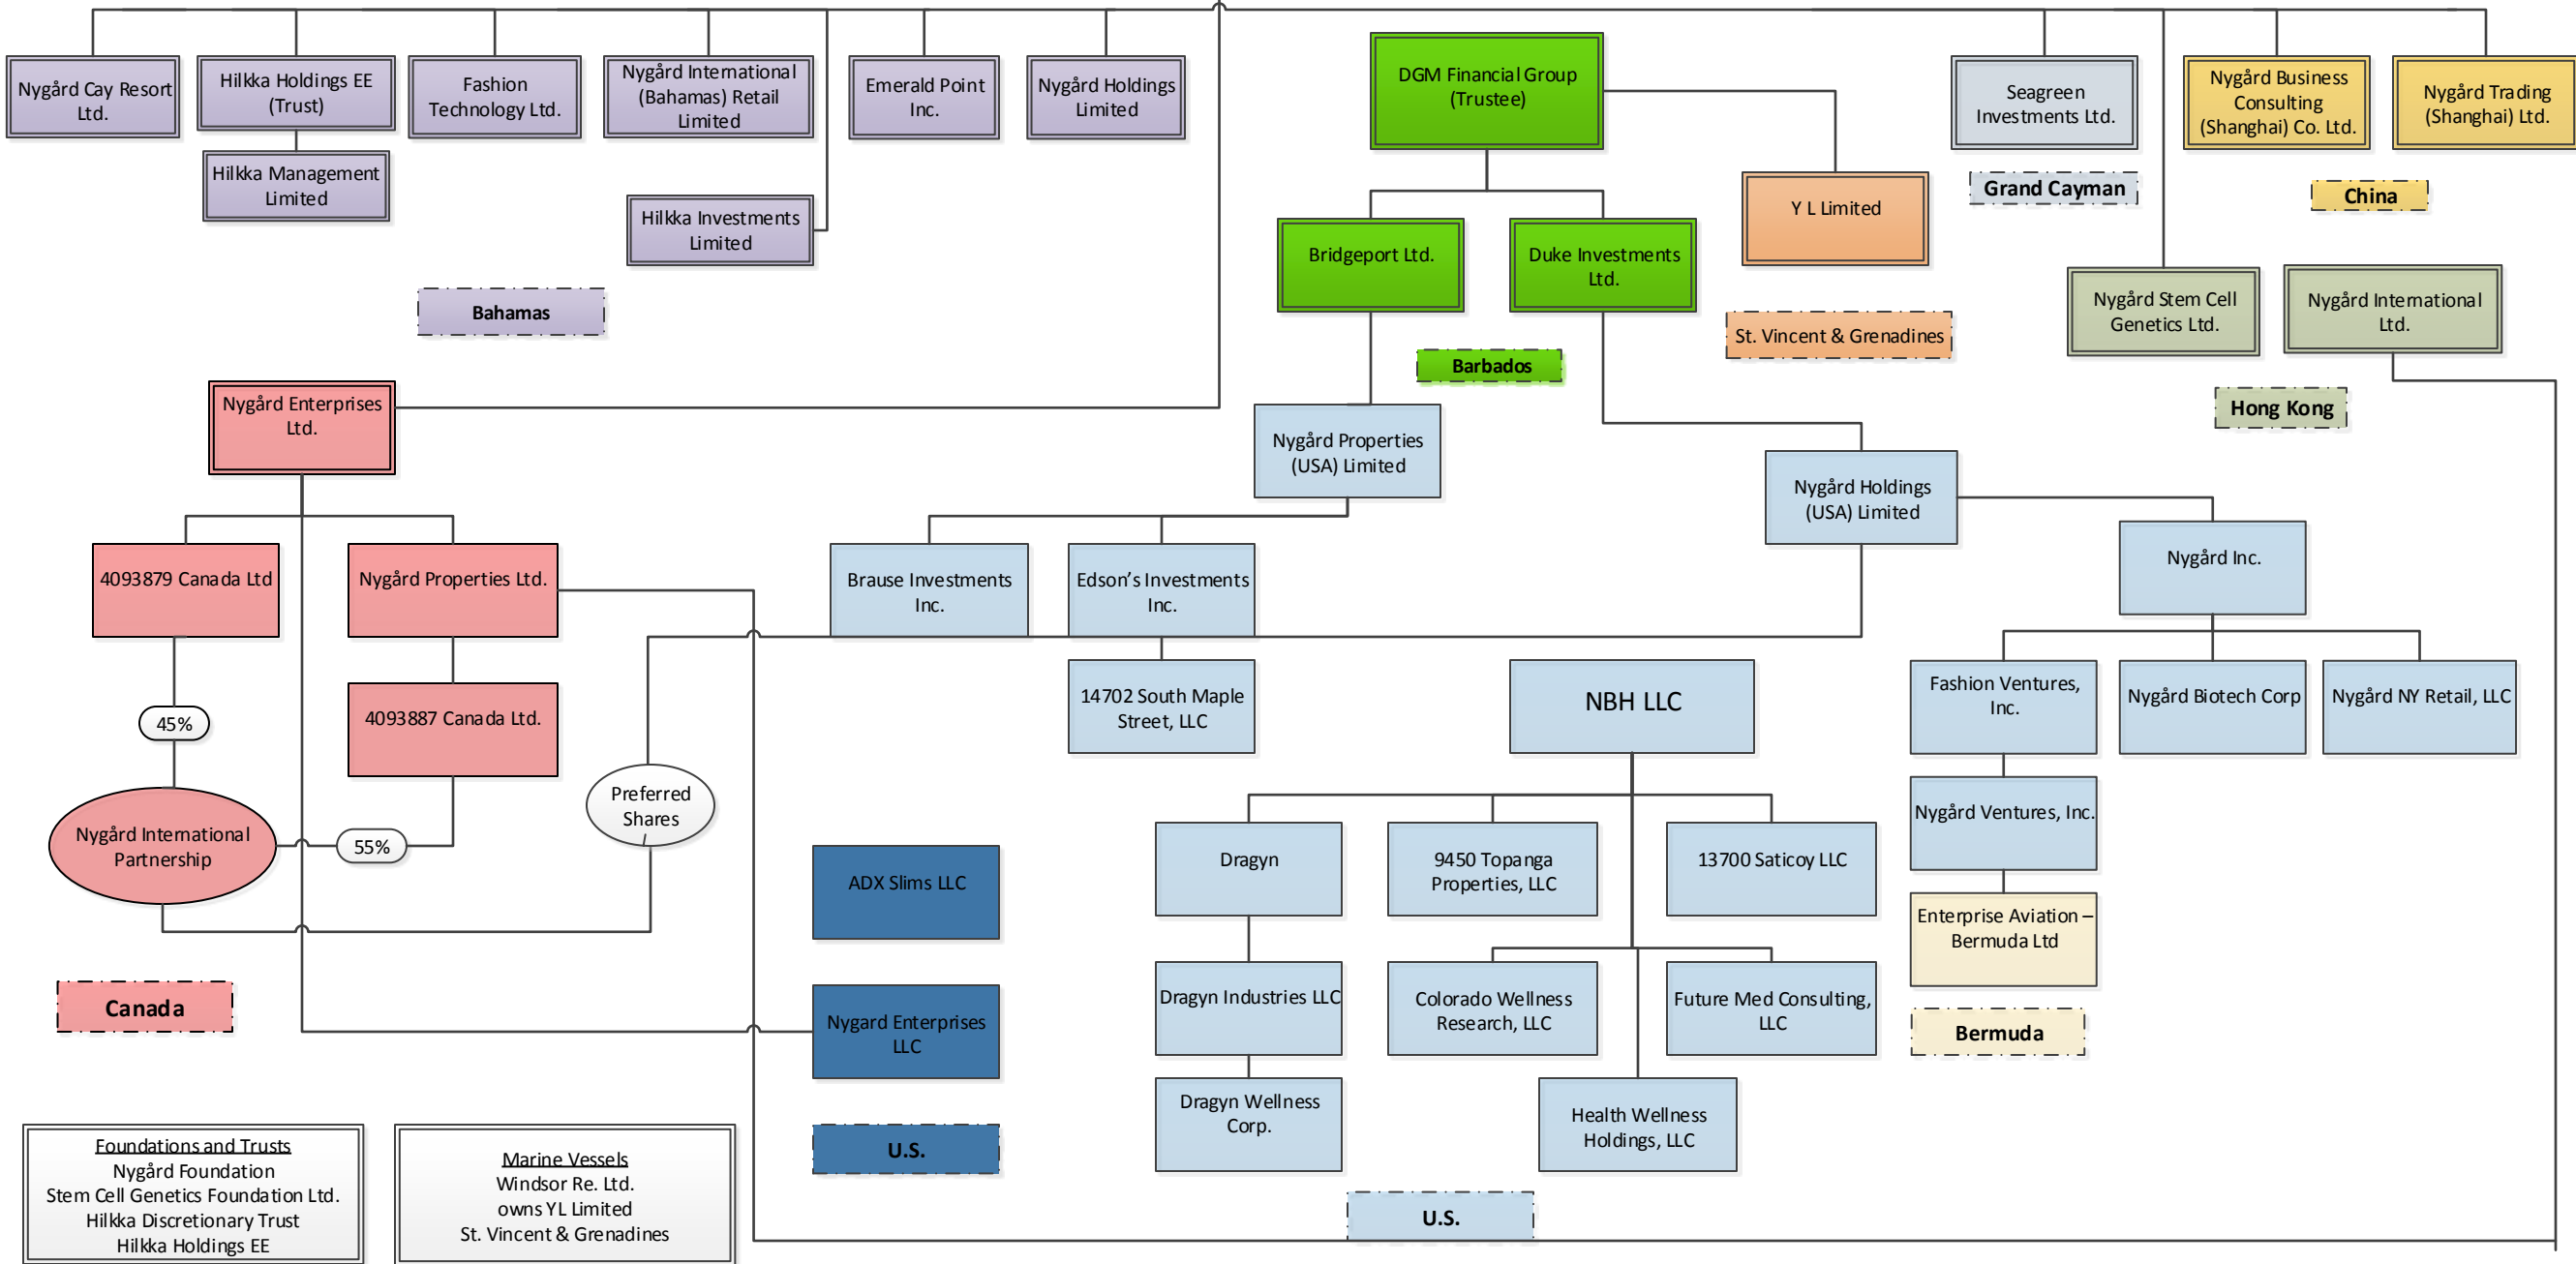 Nygård Cay Resort
Ltd.
Hilkka Holdings EE
(Trust)
Fashion
Technology Ltd.
Nygård International
(Bahamas) Retail
Limited
Emerald Point
Inc.
Nygård Holdings
Limited
DGM Financial Group
(Trustee)
Seagreen
Investments Ltd.
Nygård Business
Consulting
(Shanghai) Co. Ltd.
Nygård Trading
(Shanghai) Ltd.
Hilkka Management
Limited
Hilkka Investments
Limited
Y L Limited
Grand Cayman
China
Bridgeport Ltd.
Duke Investments
Ltd.
Bahamas
St. Vincent & Grenadines
Nygård Stem Cell
Genetics Ltd.
Nygård International
Ltd.
Barbados
Hong Kong
Nygård Enterprises
Ltd.
Nygård Properties
(USA) Limited
Nygård Holdings
(USA) Limited
4093879 Canada Ltd
Nygård Properties Ltd.
Brause Investments
Inc.
Edson's Investments
Inc.
Nygård Inc.
45%
4093887 Canada Ltd.
14702 South Maple
Street, LLC
NBH LLC
Fashion Ventures,
Inc.
Nygård Biotech Corp
Nygård NY Retail, LLC
Preferred
Shares
Nygård International
Partnership
55%
ADX Slims LLC
Dragyn
9450 Topanga
Properties, LLC
13700 Saticoy LLC
Nygård Ventures, Inc.
Enterprise Aviation –
Bermuda Ltd
Canada
Nygard Enterprises
LLC
Dragyn Industries LLC
Colorado Wellness
Research, LLC
Future Med Consulting,
LLC
Bermuda
U.S.
Dragyn Wellness
Corp.
Health Wellness
Holdings, LLC
Foundations and Trusts
Nygård Foundation
Stem Cell Genetics Foundation Ltd.
Hilkka Discretionary Trust
Hilkka Holdings EE
Marine Vessels
Windsor Re. Ltd.
owns YL Limited
St. Vincent & Grenadines
U.S.